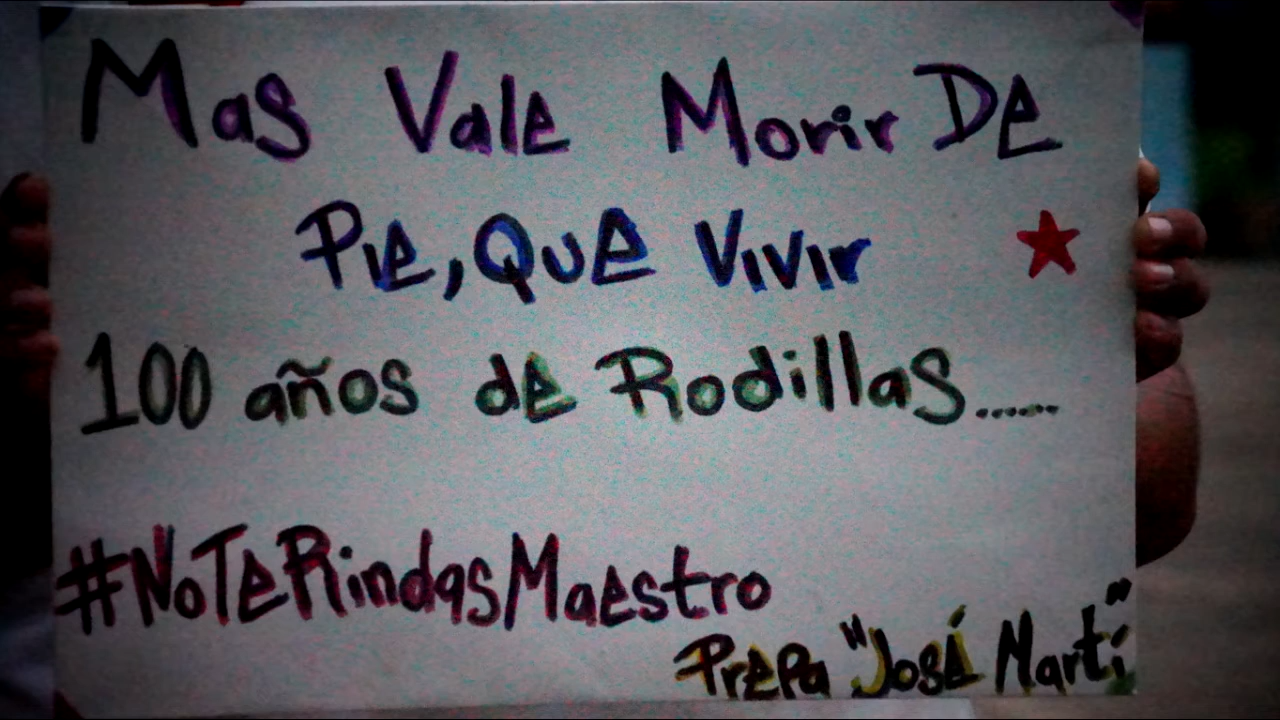 Mas Vale Morir De
Pie, Que Vivir
100 años de Rodillas......
#NoTeRindasMaestro
Prepa "José Martí"